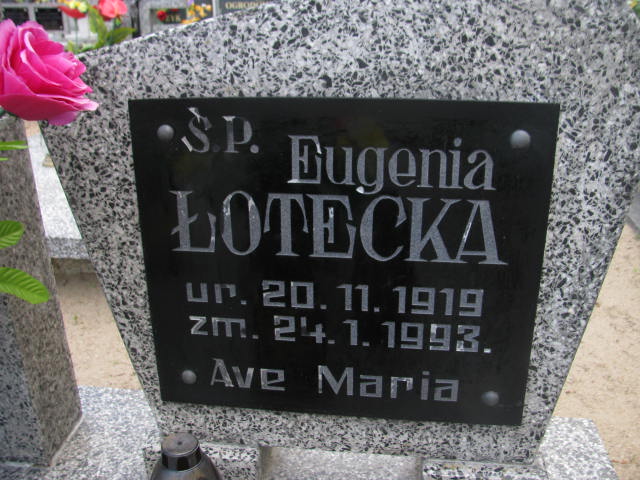 Ś.P. Eugenia
ŁOTECKA
ur. 20.11.1919
zm. 24.1.1993.
Ave Maria